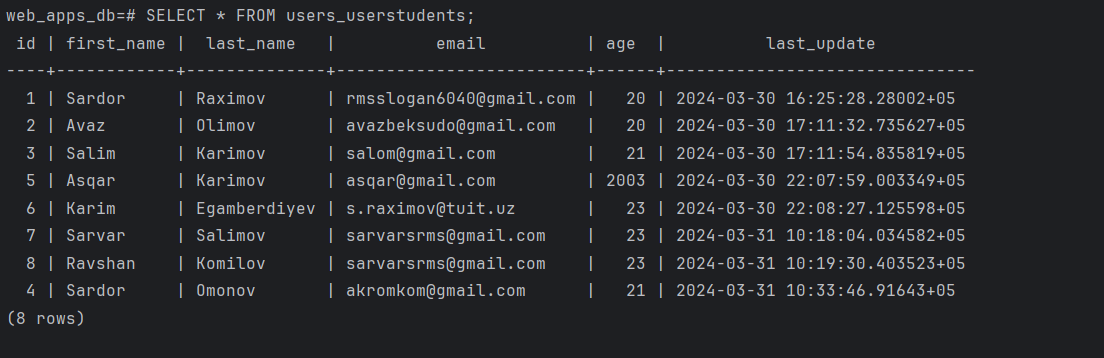 web_apps_db=# SELECT * FROM users_userstudents;
 id | first_name |  last_name   |          email          | age  |          last_update
----+------------+--------------+-------------------------+------+-------------------------------
  1 | Sardor     | Raximov      | rmsslogan6040@gmail.com |   20 | 2024-03-30 16:25:28.28002+05
  2 | Avaz       | Olimov       | avazbeksudo@gmail.com   |   20 | 2024-03-30 17:11:32.735627+05
  3 | Salim      | Karimov      | salom@gmail.com         |   21 | 2024-03-30 17:11:54.835819+05
  5 | Asqar      | Karimov      | asqar@gmail.com         | 2003 | 2024-03-30 22:07:59.003349+05
  6 | Karim      | Egamberdiyev | s.raximov@tuit.uz       |   23 | 2024-03-30 22:08:27.125598+05
  7 | Sarvar     | Salimov      | sarvarsrms@gmail.com    |   23 | 2024-03-31 10:18:04.034582+05
  8 | Ravshan    | Komilov      | sarvarsrms@gmail.com    |   23 | 2024-03-31 10:19:30.403523+05
  4 | Sardor     | Omonov       | akromkom@gmail.com      |   21 | 2024-03-31 10:33:46.91643+05
(8 rows)